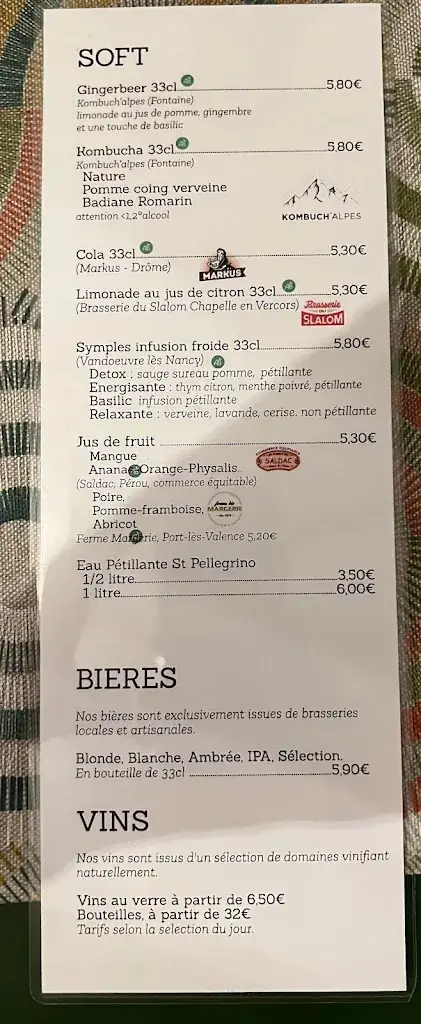 SOFT
Gingerbeer 33cl 5,80€
Kombuch'alpes (Fontaine)
limonade au jus de pomme, gingembre
et une touche de basilic
Kombucha 33cl 5,80€
Kombuch'alpes (Fontaine)
Nature
Pomme coing verveine
Badiane Romarin
attention <1,2°alcool
KOMBUCH'ALPES
Cola 33cl 5,30€
(Markus - Drôme)
MARKUS
Limonade au jus de citron 33cl 5,30€
(Brasserie du Slalom Chapelle en Vercors)
Brasserie
DU
SLALOM
Symples infusion froide 33cl 5,80€
(Vandoeuvre lès Nancy)
Detox : sauge sureau pomme, pétillante
Energisante : thym citron, menthe poivré, pétillante
Basilic infusion pétillante
Relaxante : verveine, lavande, cerise. non pétillante
Jus de fruit 5,30€
Mangue
Ananas Orange-Physalis.
SALDAC
(Saldac, Pérou, commerce équitable)
Poire,
Pomme-framboise,
MARGERIE
Abricot
Ferme Margerie, Port-lès-Valence 5,20€
Eau Pétillante St Pellegrino
1/2 litre 3,50€
1 litre 6,00€
BIERES
Nos bières sont exclusivement issues de brasseries
locales et artisanales.
Blonde, Blanche, Ambrée, IPA, Sélection.
En bouteille de 33cl 5,90€
VINS
Nos vins sont issus d'un sélection de domaines vinifiant
naturellement.
Vins au verre à partir de 6,50€
Bouteilles, à partir de 32€
Tarifs selon la selection du jour.